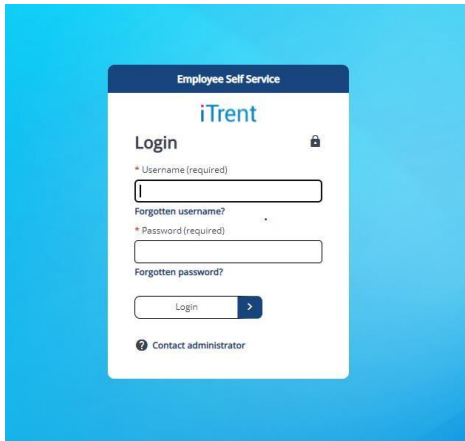 Employee Self Service
iTrent
Login
* Username (required)
Forgotten username?
* Password (required)
Forgotten password?
Login
Contact administrator